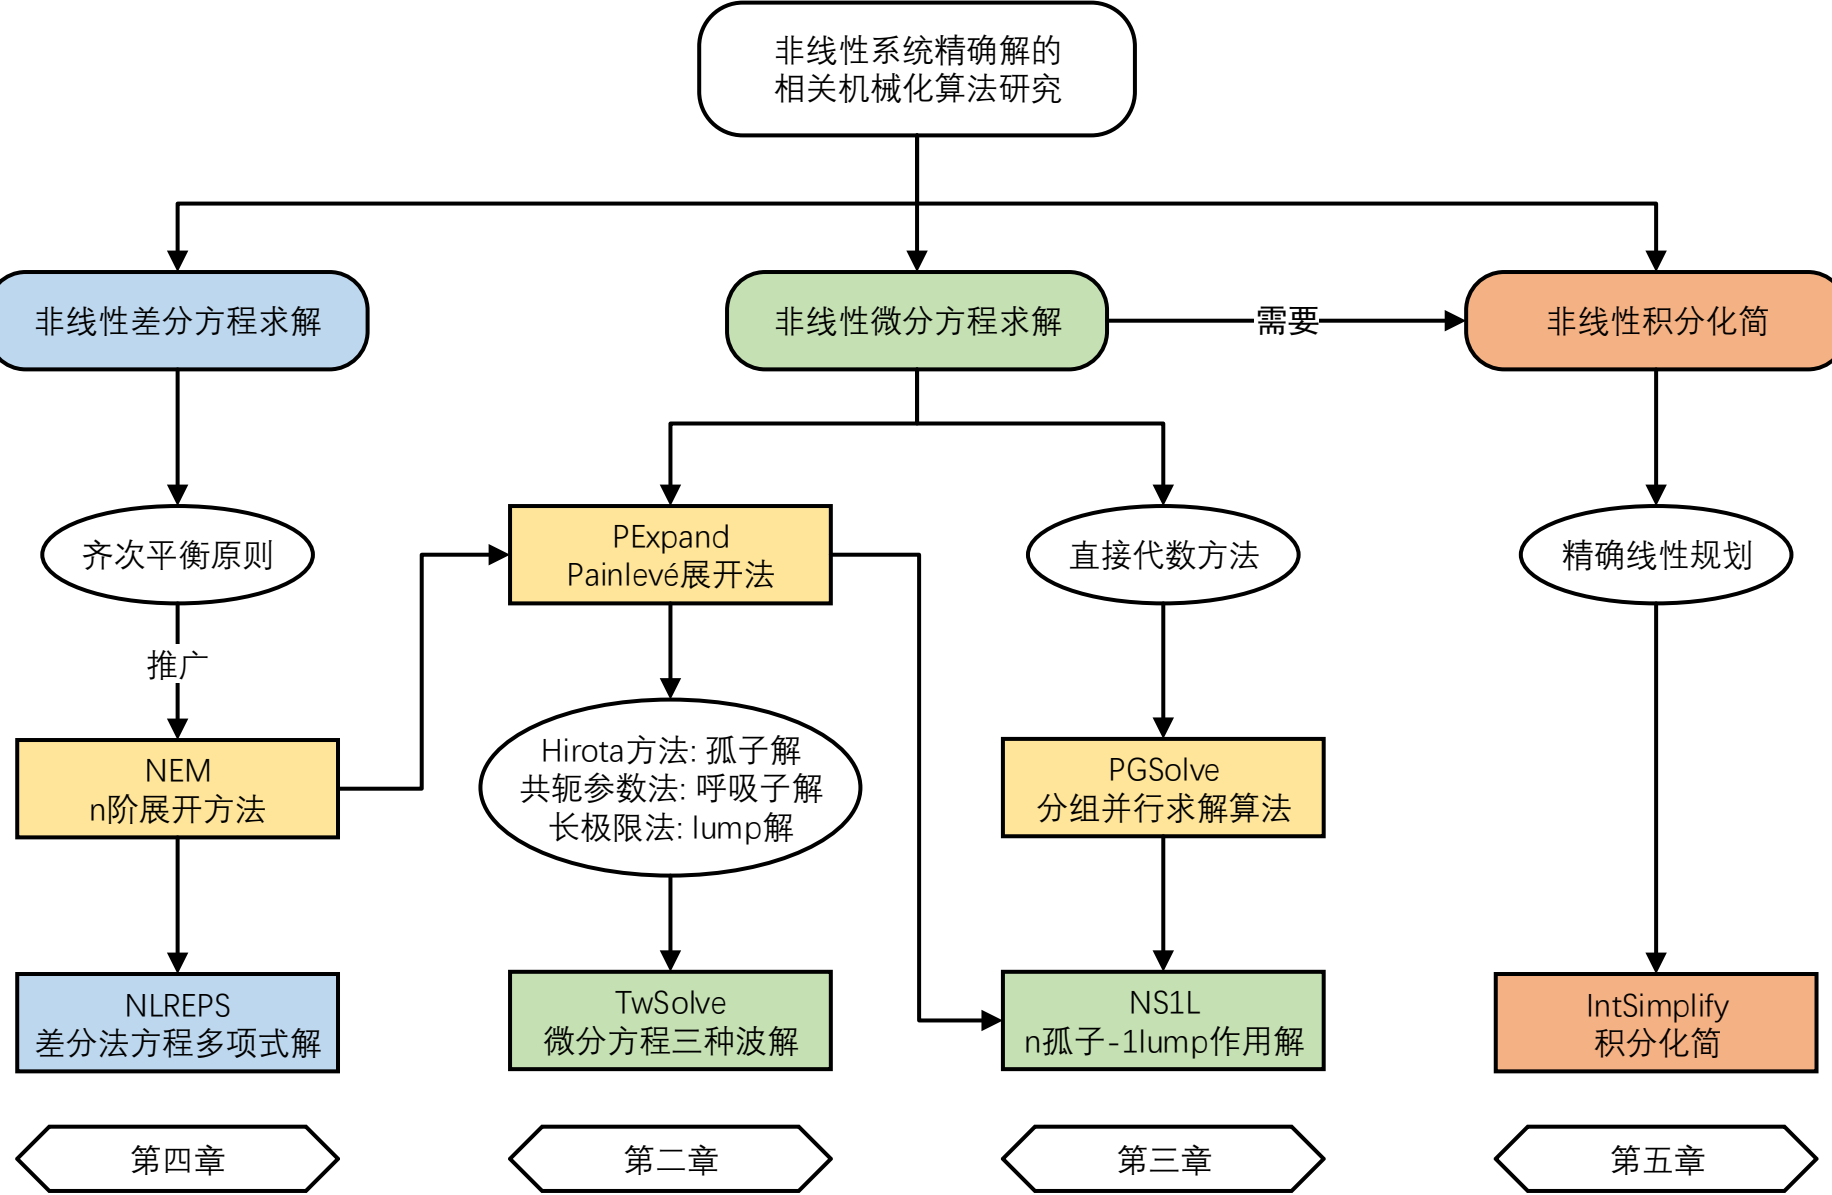 非线性系统精确解的
相关机械化算法研究
非线性差分方程求解
非线性微分方程求解
需要
非线性积分化简
齐次平衡原则
PExpand
Painlevé展开法
直接代数方法
精确线性规划
推广
NEM
n阶展开方法
Hirota方法: 孤子解
共轭参数法: 呼吸子解
长极限法: lump解
PGSolve
分组并行求解算法
NLREPS
差分法方程多项式解
TwSolve
微分方程三种波解
NS1L
n孤子-1lump作用解
IntSimplify
积分化简
第四章
第二章
第三章
第五章